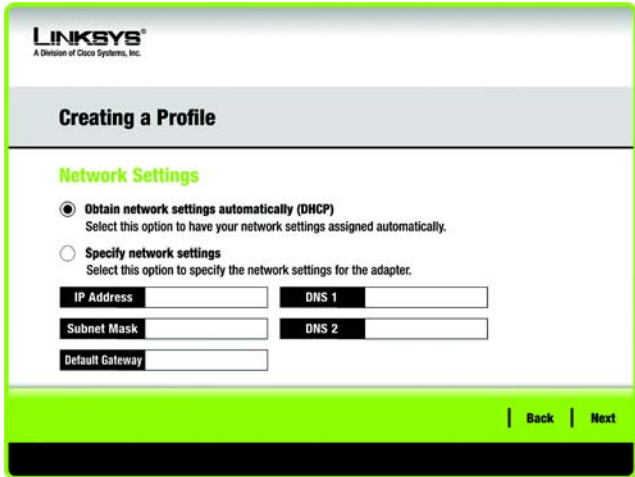 LINKSYS®
A Division of Cisco Systems, Inc.
Creating a Profile
Network Settings
Obtain network settings automatically (DHCP)
Select this option to have your network settings assigned automatically.
Specify network settings
Select this option to specify the network settings for the adapter.
IP Address
DNS 1
Subnet Mask
DNS 2
Default Gateway
Back
Next